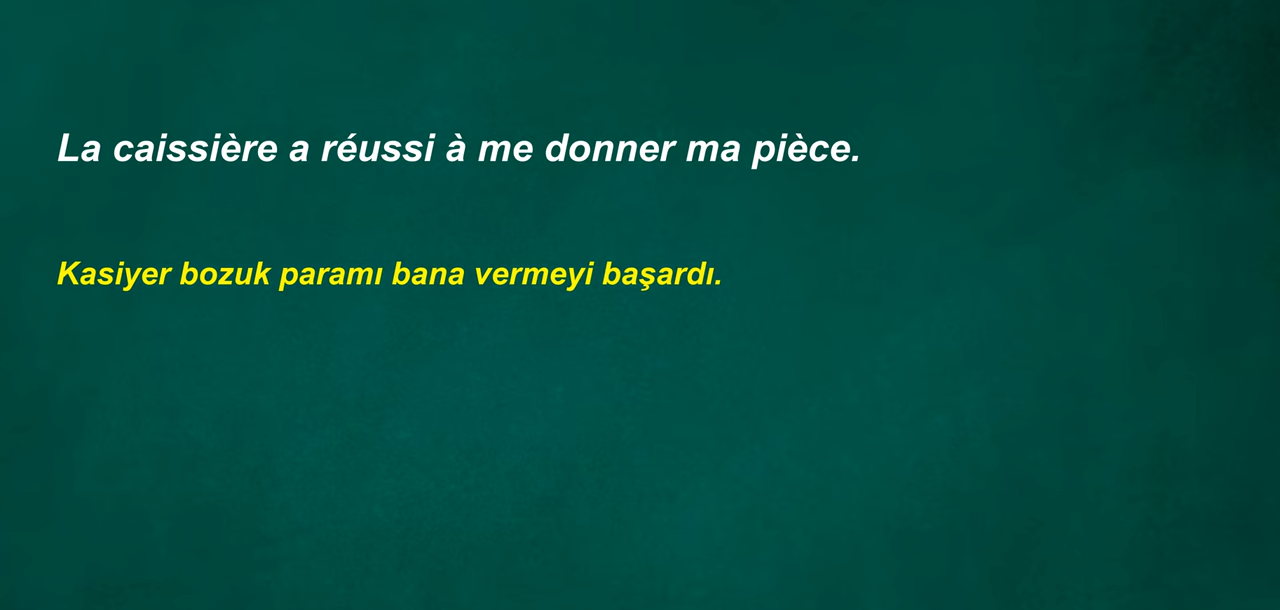 La caissière a réussi à me donner ma pièce.
Kasiyer bozuk paramı bana vermeyi başardı.